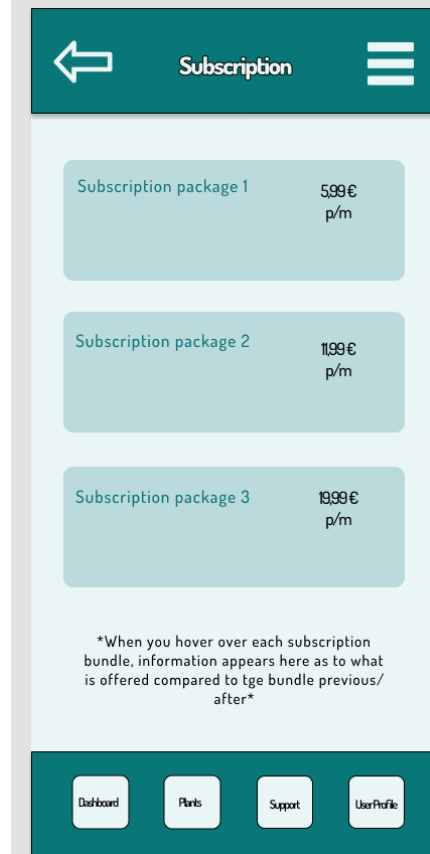 Subscription
Subscription package 1
5,99€
p/m
Subscription package 2
11,99€
p/m
Subscription package 3
19,99€
p/m
*When you hover over each subscription
bundle, information appears here as to what
is offered compared to tge bundle previous/
after*
Dashboard Plants Support User Profile